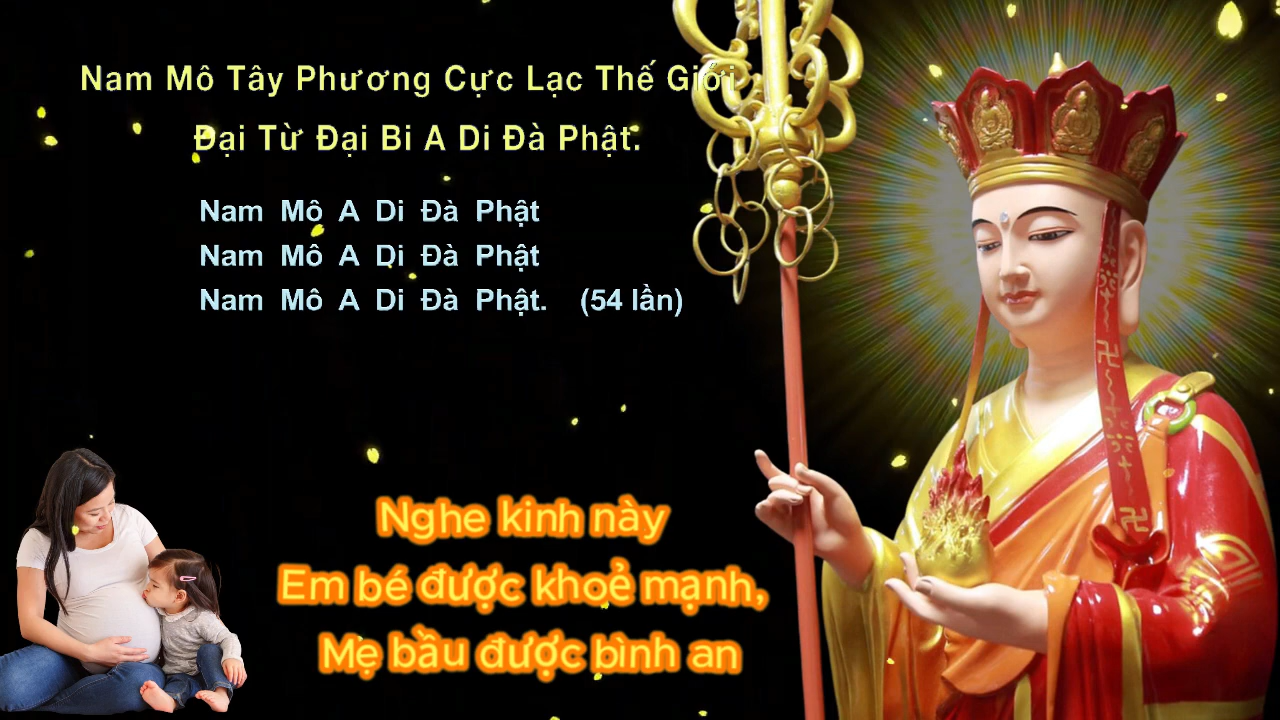 Nam Mô Tây Phương Cực Lạc Thế Giới
Đại Từ Đại Bi A Di Đà Phật.
Nam Mô A Di Đà Phật
Nam Mô A Di Đà Phật
Nam Mô A Di Đà Phật. (54 lần)
Nghe kinh này
Em bé được khoẻ mạnh,
Mẹ bầu được bình an